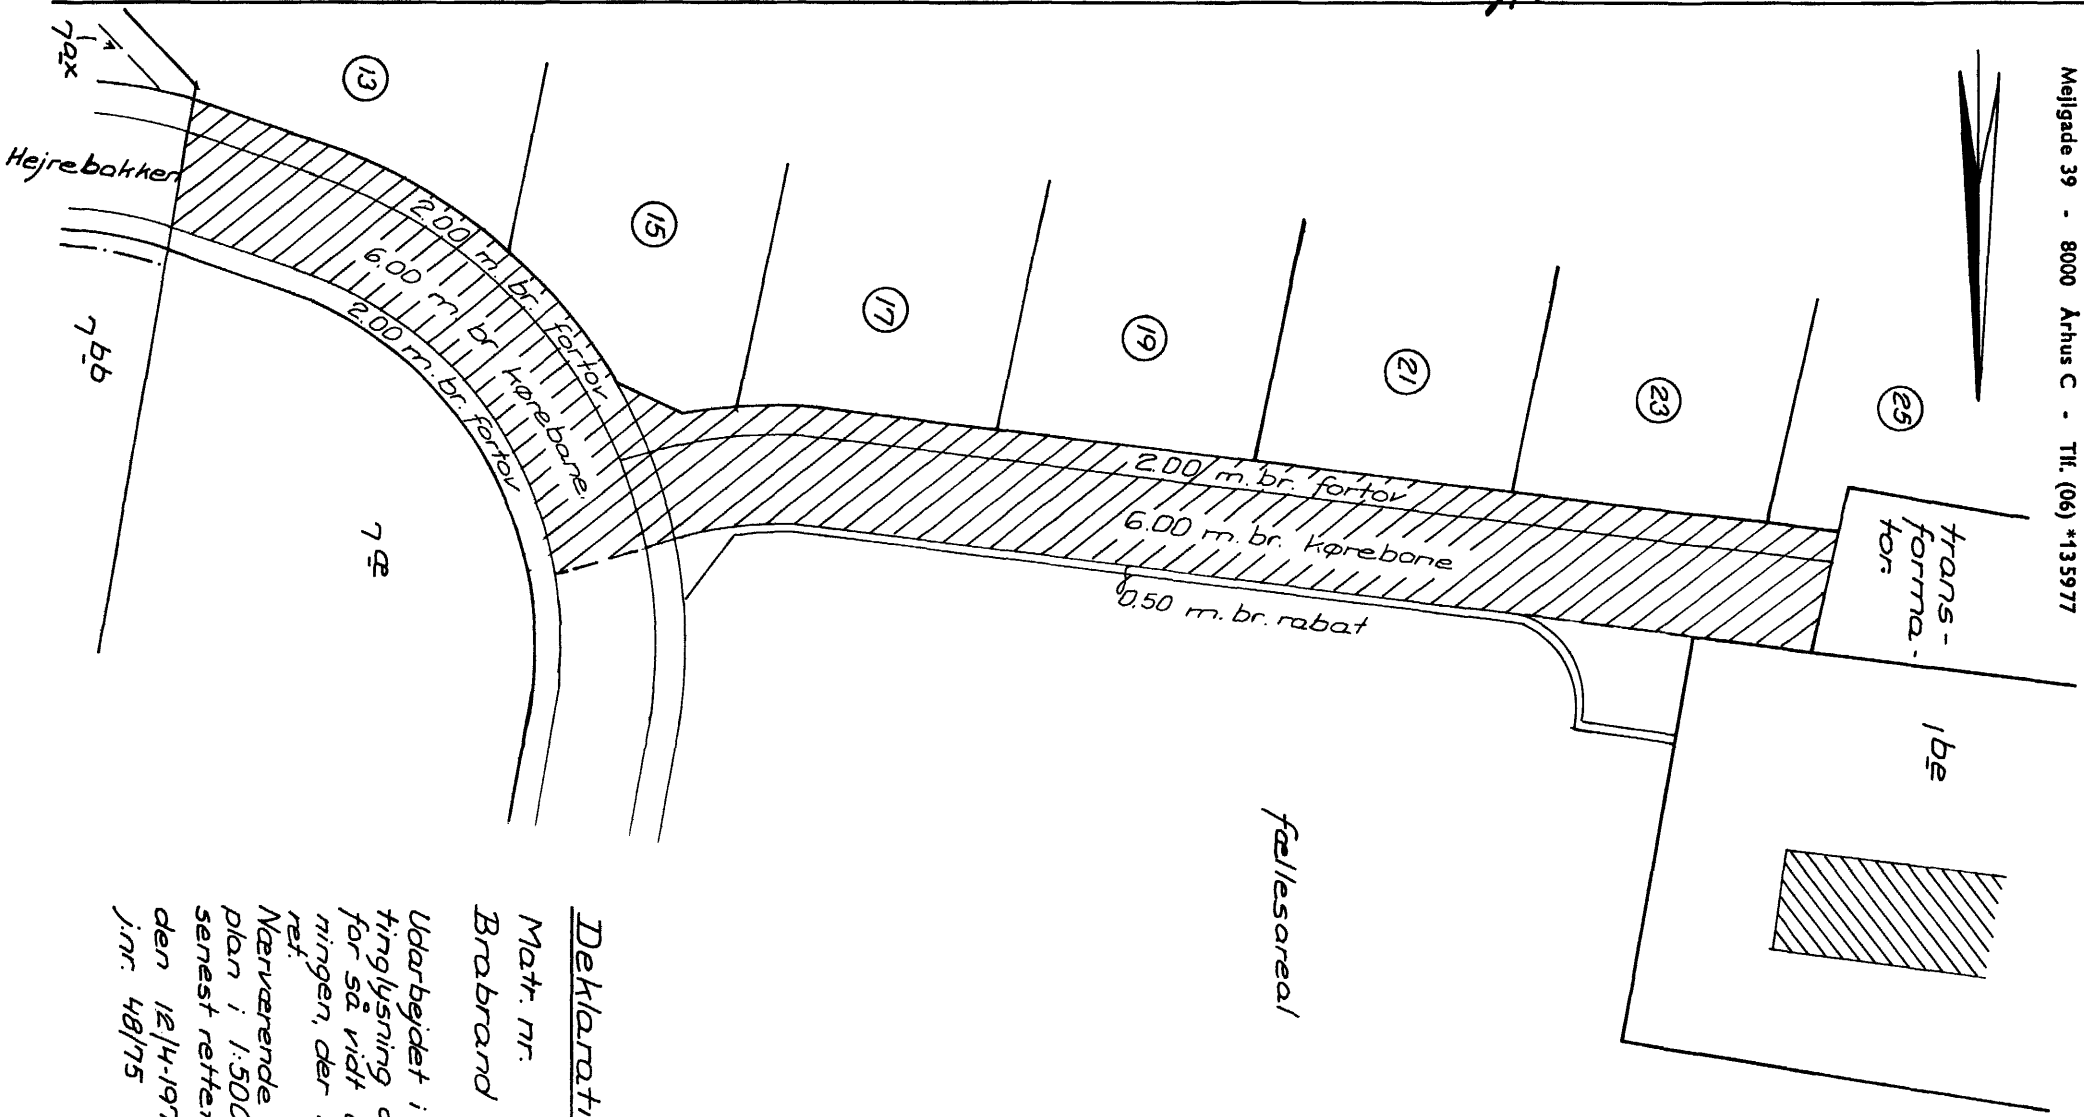 Mejlgade 39 - 8000 Århus C - Tlf. (06) *135977
7ax
Hejrebakken
13
15
17
19
21
23
25
2.00 m. br. fortov
6.00 m. br. kørebane.
2.00 m. br. fortov
2.00 m. br. fortov
6.00 m. br. kørebane
0.50 m. br. rabat
trans-
forma-
tor.
1be
7bb
7æ
fællesareal
Matr. nr.
Brabrand
Udarbejdet i
tinglysning
for så vidt
ningen, der
ret.
Nærværende
plan i 1:500
senest
den 12/4-197
j.nr. 48/75